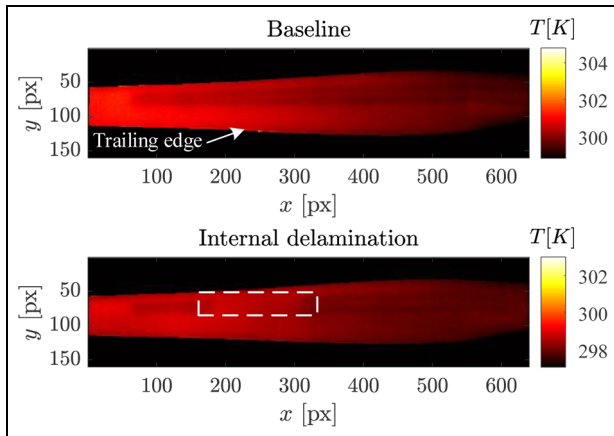 Baseline
T[K]
304
302
300
50
100
150
y [px]
Trailing edge
100 200 300 400 500 600
x [px]
Internal delamination
T[K]
302
300
298
50
100
150
y [px]
100 200 300 400 500 600
x [px]